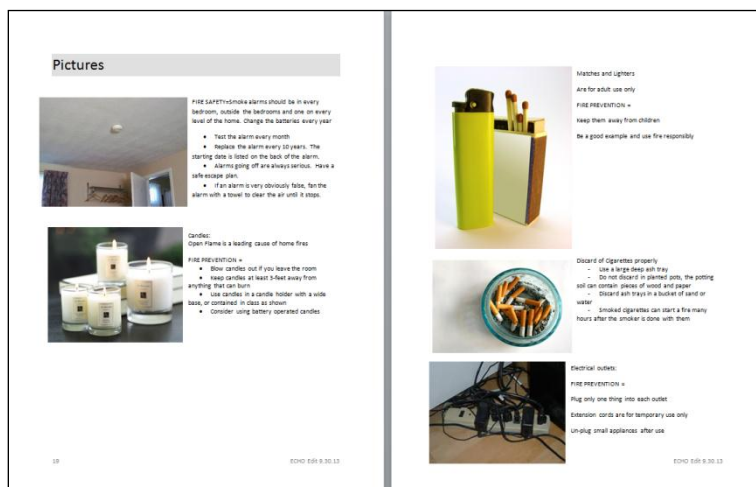 Pictures
FIRE SAFETY=Smoke alarms should be in every
bedroom, outside the bedrooms and one on every
level of the home. Change the batteries every year
• Test the alarm every month
• Replace the alarm every 10 years. The
starting date is listed on the back of the alarm.
• Alarms going off are always serious. Have a
safe escape plan.
• If an alarm is very obviously false, fan the
alarm with a towel to clear the air until it stops.
Candles:
Open Flame is a leading cause of home fires
FIRE PREVENTION =
• Blow candles out if you leave the room
• Keep candles at least 3-feet away from
anything that can burn
• Use candles in a candle holder with a wide
base, or contained in class as shown
• Consider using battery operated candles
19
ECHO Edit 9.30.13
Matches and Lighters
Are for adult use only
FIRE PREVENTION =
Keep them away from children
Be a good example and use fire responsibly
Discard of Cigarettes properly
- Use a large deep ash tray
- Do not discard in planted pots, the potting
soil can contain pieces of wood and paper
- Discard ash trays in a bucket of sand or
water
- Smoked cigarettes can start a fire many
hours after the smoker is done with them
Electrical outlets:
FIRE PREVENTION =
Plug only one thing into each outlet
Extension cords are for temporary use only
Un-plug small appliances after use
ECHO Edit 9.30.13